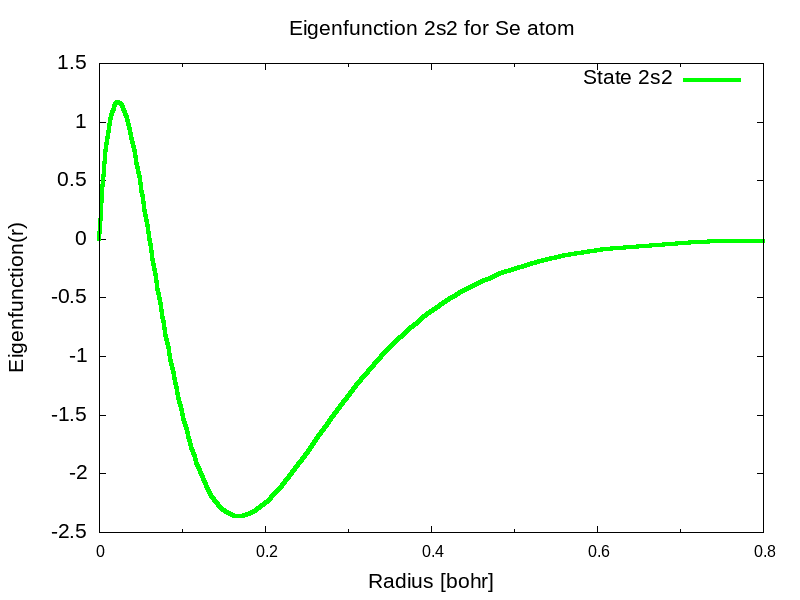 Eigenfunction 2s2 for Se atom
State 2s2
1.5
1
0.5
0
-0.5
-1
-1.5
-2
-2.5
Eigenfunction(r)
0 0.2 0.4 0.6 0.8
Radius [bohr]